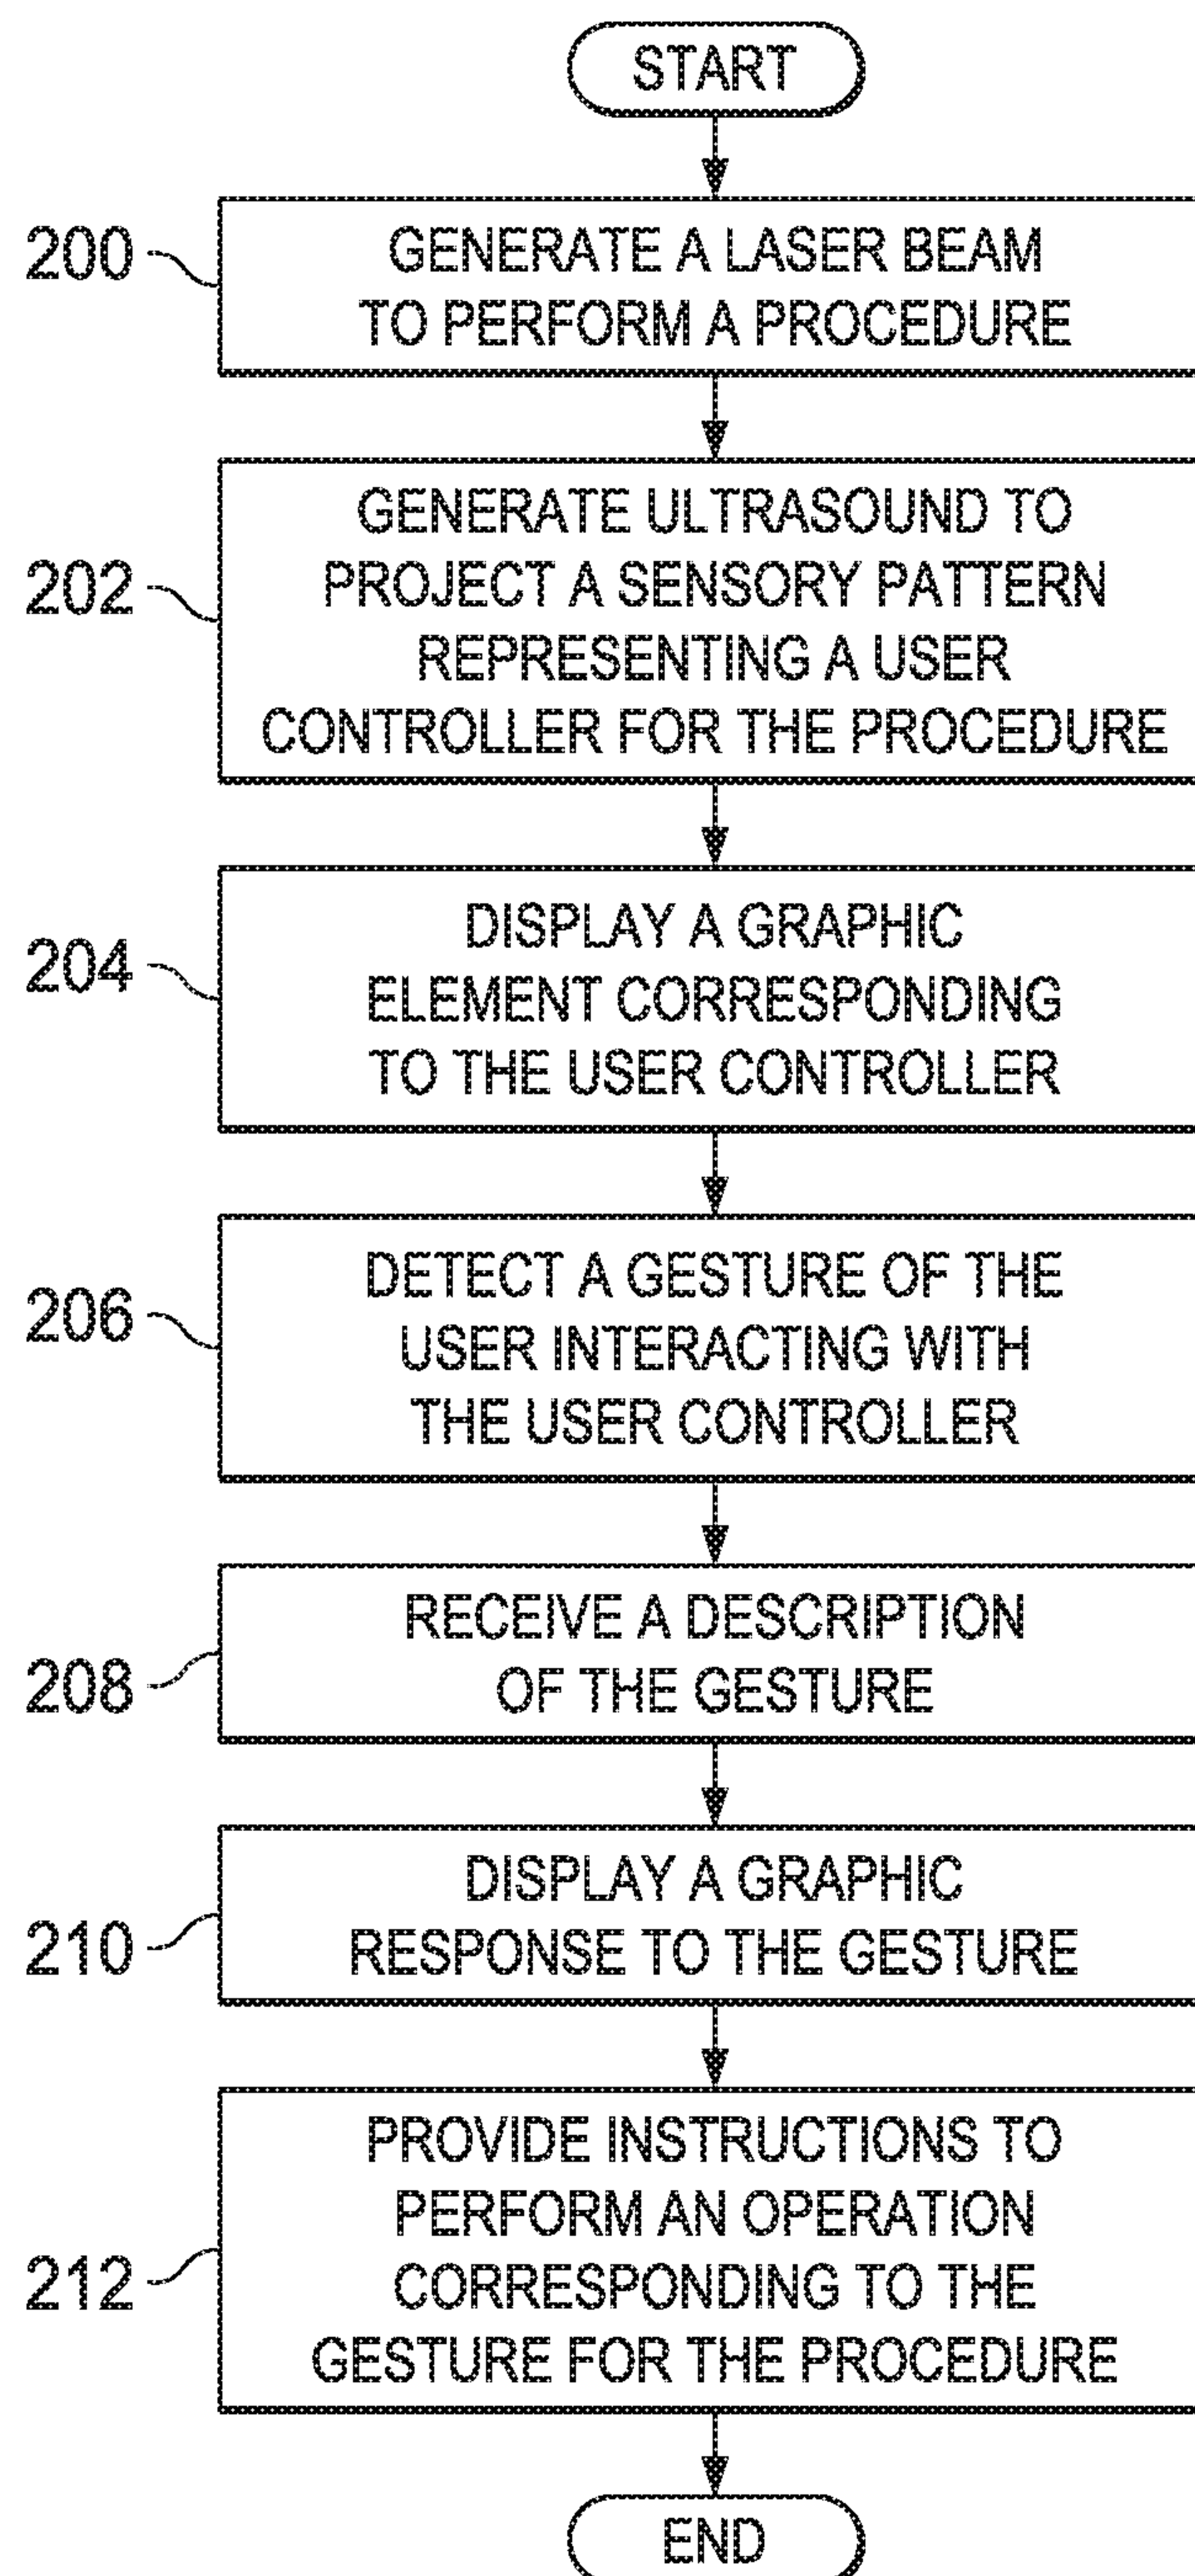 START
200
GENERATE A LASER BEAM
TO PERFORM A PROCEDURE
202
GENERATE ULTRASOUND TO
PROJECT A SENSORY PATTERN
REPRESENTING A USER
CONTROLLER FOR THE PROCEDURE
204
DISPLAY A GRAPHIC
ELEMENT CORRESPONDING
TO THE USER CONTROLLER
206
DETECT A GESTURE OF THE
USER INTERACTING WITH
THE USER CONTROLLER
208
RECEIVE A DESCRIPTION
OF THE GESTURE
210
DISPLAY A GRAPHIC
RESPONSE TO THE GESTURE
212
PROVIDE INSTRUCTIONS TO
PERFORM AN OPERATION
CORRESPONDING TO THE
GESTURE FOR THE PROCEDURE
END